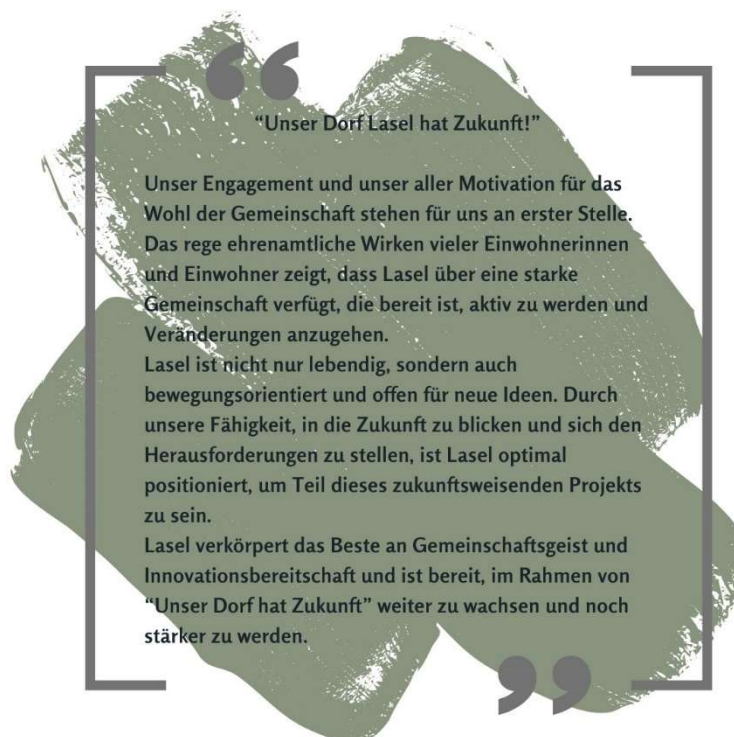 “Unser Dorf Lasel hat Zukunft!”
Unser Engagement und unser aller Motivation für das
Wohl der Gemeinschaft stehen für uns an erster Stelle.
Das rege ehrenamtliche Wirken vieler Einwohnerinnen
und Einwohner zeigt, dass Lasel über eine starke
Gemeinschaft verfügt, die bereit ist, aktiv zu werden und
Veränderungen anzugehen.
Lasel ist nicht nur lebendig, sondern auch
bewegungsorientiert und offen für neue Ideen. Durch
unsere Fähigkeit, in die Zukunft zu blicken und sich den
Herausforderungen zu stellen, ist Lasel optimal
positioniert, um Teil dieses zukunftsweisenden Projekts
zu sein.
Lasel verkörpert das Beste an Gemeinschaftsgeist und
Innovationsbereitschaft und ist bereit, im Rahmen von
“Unser Dorf hat Zukunft” weiter zu wachsen und noch
stärker zu werden.